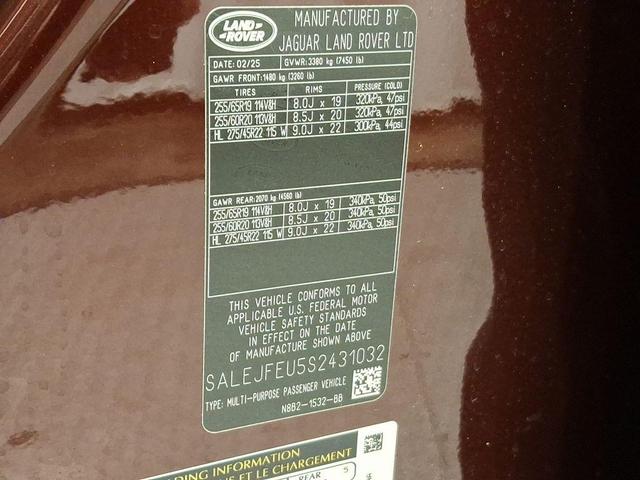 LAND
ROVER
MANUFACTURED BY
JAGUAR LAND ROVER LTD
DATE: 02/25 GVWR: 3380 kg (7450 lb)
GAWR FRONT: 1480 kg (3260 lb)
TIRES RIMS PRESSURE (COLD)
255/65R19 114V&H 8.0J x 19 320kPa, 47psi
255/60R20 113V&H 8.5J x 20 320kPa, 47psi
HL 275/45R22 115 W 9.0J x 22 300kPa, 44psi
GAWR REAR: 2070 kg (4560 lb)
255/65R19 114V&H 8.0J x 19 340kPa, 50psi
255/60R20 113V&H 8.5J x 20 340kPa, 50psi
HL 275/45R22 115 W 9.0J x 22 340kPa, 50psi
THIS VEHICLE CONFORMS TO ALL
APPLICABLE U.S. FEDERAL MOTOR
VEHICLE SAFETY STANDARDS
IN EFFECT ON THE DATE
OF MANUFACTURE SHOWN ABOVE
SALEJFEU5S2431032
TYPE: MULTI-PURPOSE PASSENGER VEHICLE
N8B2-1532-BB
DING INFORMATION
S ET LE CHARGEMENT
REAR 5